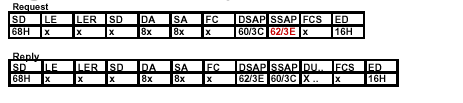 Request
SD LE LER SD DA SA FC DSAP SSAP FCS ED
68H x x x 8x 8x x 60/3C 62/3E x 16H
Reply
SD LE LER SD DA SA FC DSAP SSAP DU.. FCS ED
68H x x x 8x 8x x 62/3E 60/3C X .. x 16H